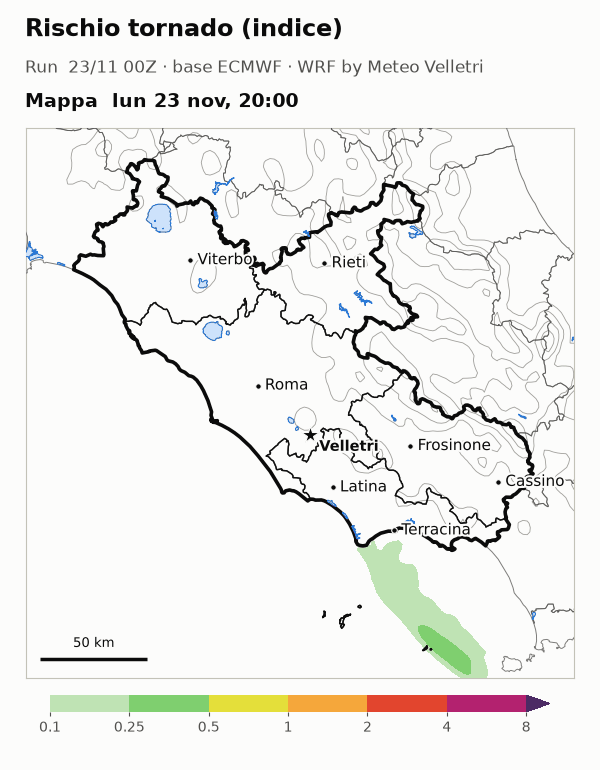 Rischio tornado (indice)
Run  23/11 00Z · base ECMWF · WRF by Meteo Velletri
Mappa  lun 23 nov, 20:00
Viterbo
Rieti
Roma
Velletri
Frosinone
Latina
Cassino
Terracina
50 km
0.1 0.25 0.5 1 2 4 8